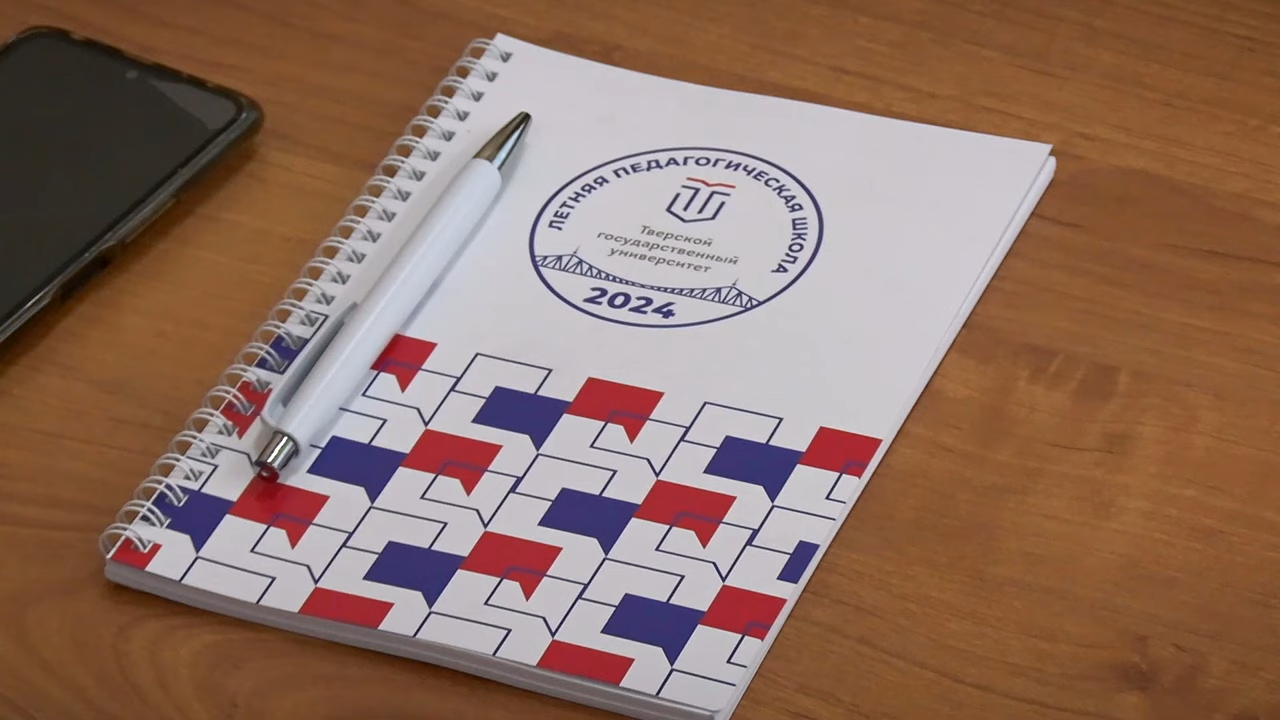 ЛЕТНЯЯ ПЕДАГОГИЧЕСКАЯ ШКОЛА
Тверской
государственный
университет
2024